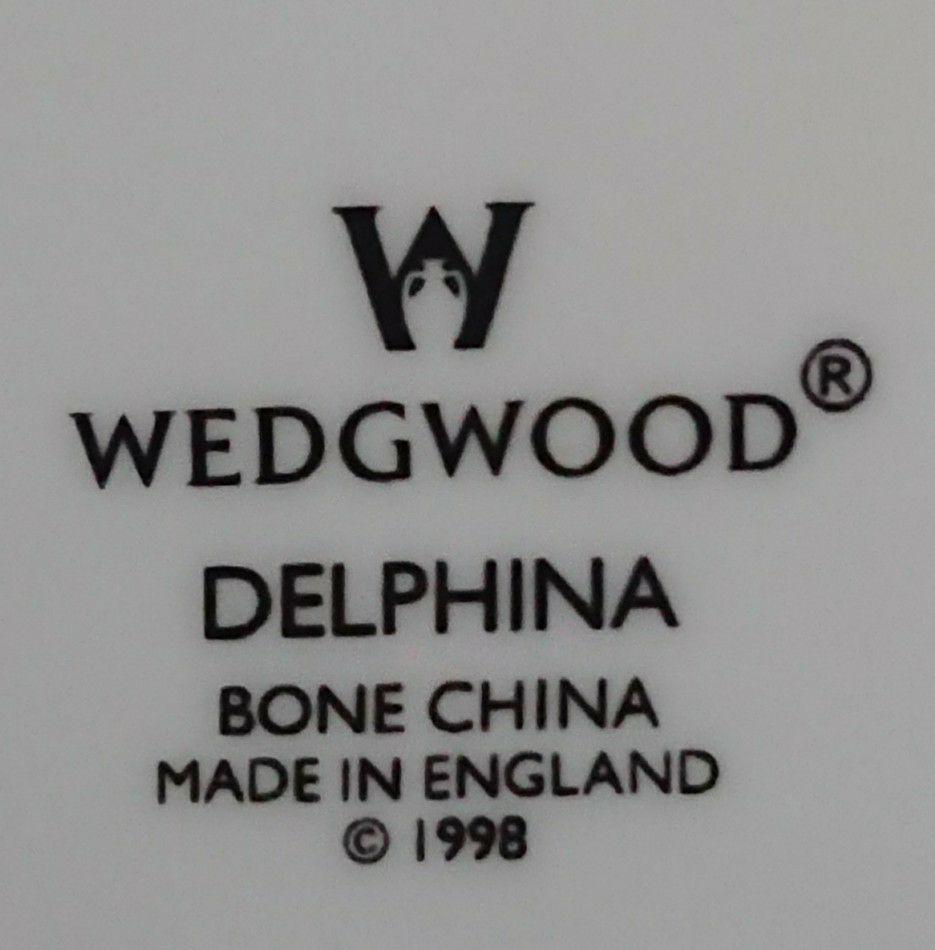 W
WEDGWOOD®
DELPHINA
BONE CHINA
MADE IN ENGLAND
© 1998